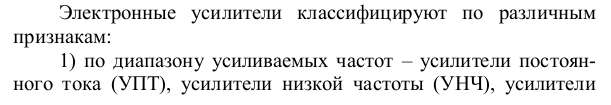 Электронные усилители классифицируют по различным
признакам:
1) по диапазону усиливаемых частот – усилители постоян-
ного тока (УПТ), усилители низкой частоты (УНЧ), усилители